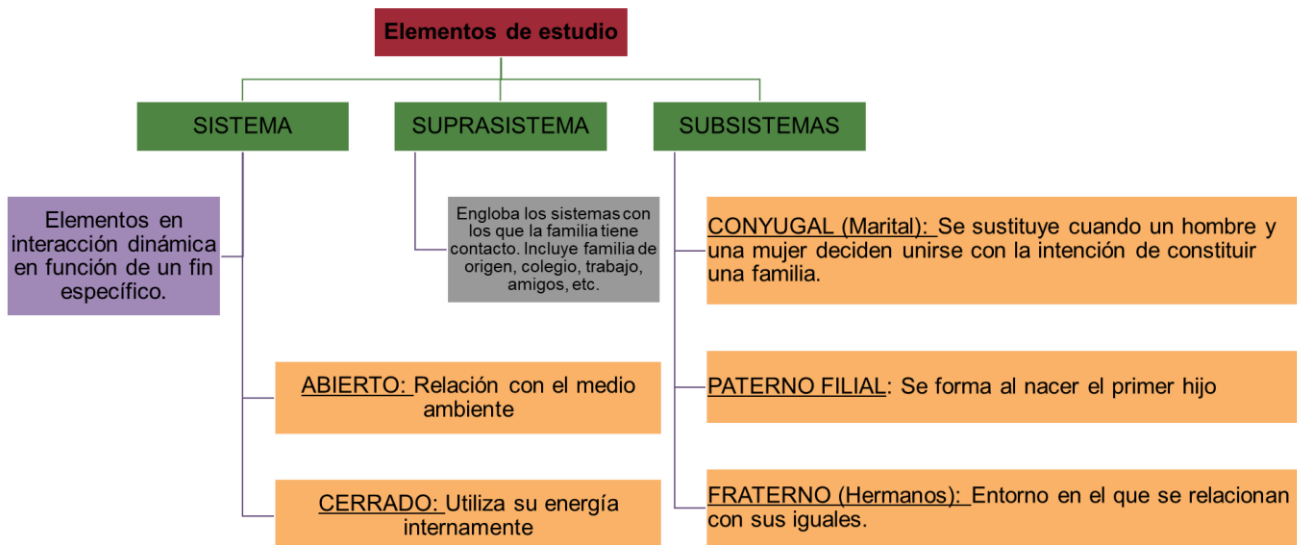 Elementos de estudio
SISTEMA
SUPRASISTEMA
SUBSISTEMAS
Elementos en
interacción dinámica
en función de un fin
específico.
Engloba los sistemas con
los que la familia tiene
contacto. Incluye familia de
origen, colegio, trabajo,
amigos, etc.
CONYUGAL (Marital): Se sustituye cuando un hombre y
una mujer deciden unirse con la intención de constituir
una familia.
ABIERTO: Relación con el medio
ambiente
PATERNO FILIAL: Se forma al nacer el primer hijo
CERRADO: Utiliza su energía
internamente
FRATERNO (Hermanos): Entorno en el que se relacionan
con sus iguales.